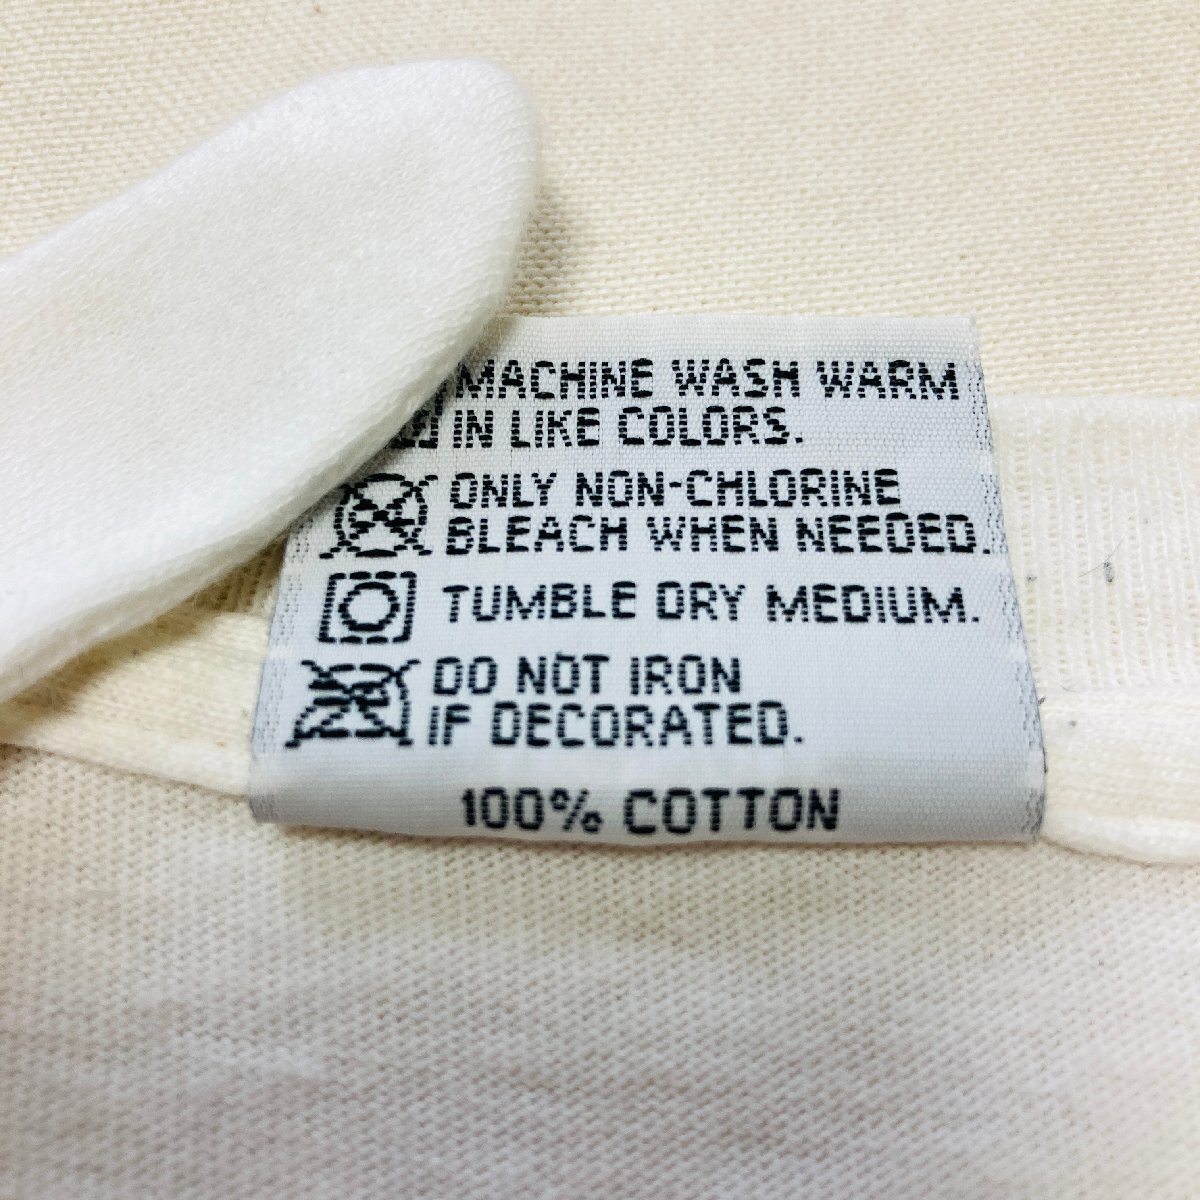 MACHINE WASH WARM
IN LIKE COLORS.
ONLY NON-CHLORINE
BLEACH WHEN NEEDED.
TUMBLE DRY MEDIUM.
DO NOT IRON
IF DECORATED.
100% COTTON